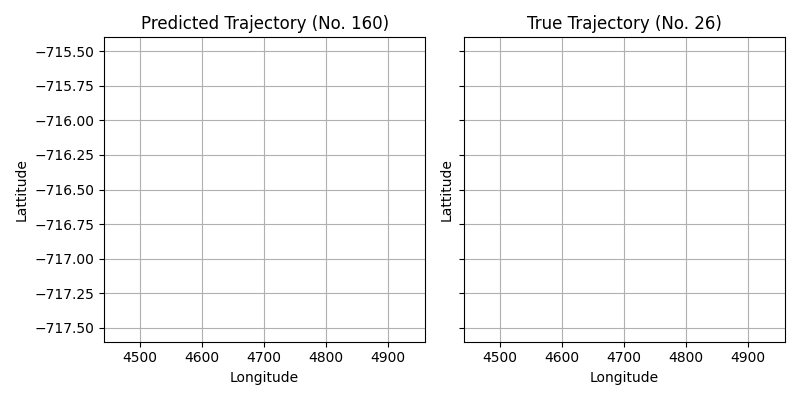 Predicted Trajectory (No. 160)
True Trajectory (No. 26)
Lattitude
−715.50
−715.75
−716.00
−716.25
−716.50
−716.75
−717.00
−717.25
−717.50
4500 4600 4700 4800 4900
Longitude
Lattitude
4500 4600 4700 4800 4900
Longitude